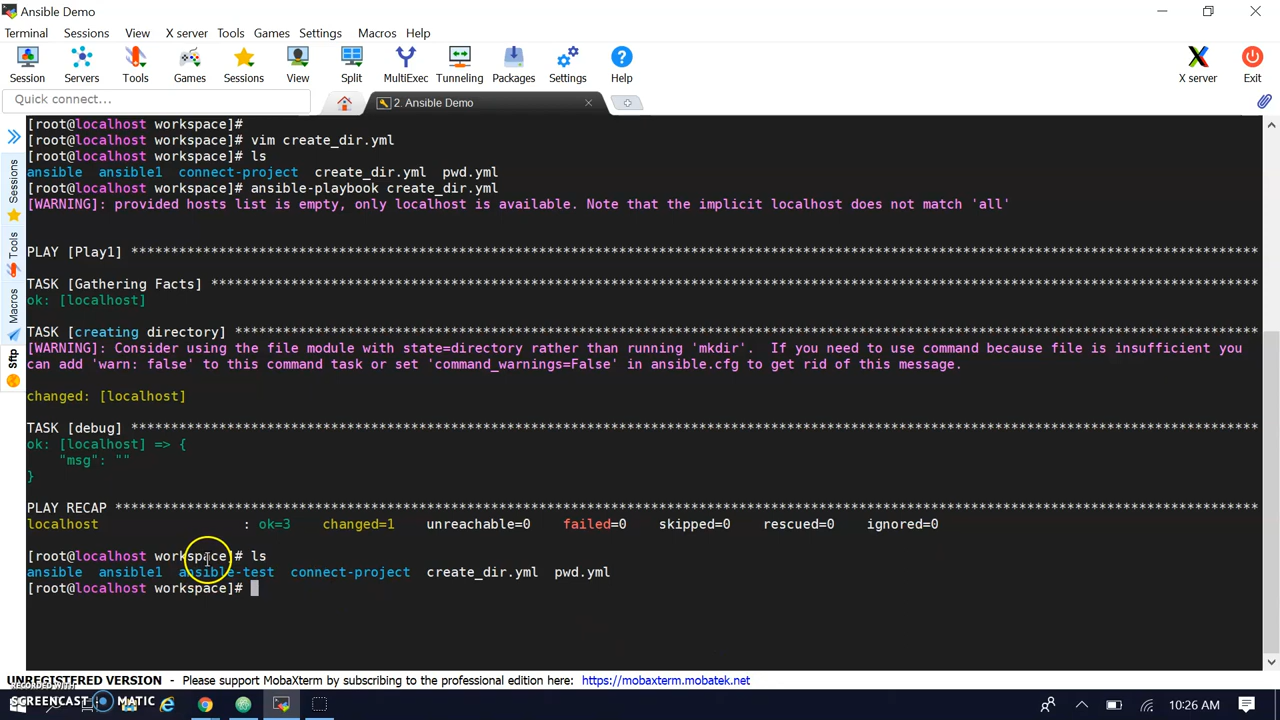 Ansible Demo
Terminal Sessions View X server Tools Games Settings Macros Help
Session Servers Tools Games Sessions View Split MultiExec Tunneling Packages Settings Help X server Exit
Quick connect...
2. Ansible Demo
Sessions
Tools
Macros
Sftp
[root@localhost workspace]#
[root@localhost workspace]# vim create_dir.yml
[root@localhost workspace]# ls
ansible ansible1 connect-project create_dir.yml pwd.yml
[root@localhost workspace]# ansible-playbook create_dir.yml
[WARNING]: provided hosts list is empty, only localhost is available. Note that the implicit localhost does not match 'all'
PLAY [Play1] **********************************************************************************************************************************************
TASK [Gathering Facts] ************************************************************************************************************************************
ok: [localhost]
TASK [creating directory] *********************************************************************************************************************************
[WARNING]: Consider using the file module with state=directory rather than running 'mkdir'.  If you need to use command because file is insufficient you
can add 'warn: false' to this command task or set 'command_warnings=False' in ansible.cfg to get rid of this message.
changed: [localhost]
TASK [debug] **********************************************************************************************************************************************
ok: [localhost] => {
"msg": ""
}
PLAY RECAP ************************************************************************************************************************************************
localhost : ok=3 changed=1 unreachable=0 failed=0 skipped=0 rescued=0 ignored=0
[root@localhost workspace]# ls
ansible ansible1 ansible-test connect-project create_dir.yml pwd.yml
[root@localhost workspace]#
UNREGISTERED VERSION - Please support MobaXterm by subscribing to the professional edition here: https://mobaxterm.mobatek.net
RECORDED WITH
SCREENCAST MATIC
10:26 AM